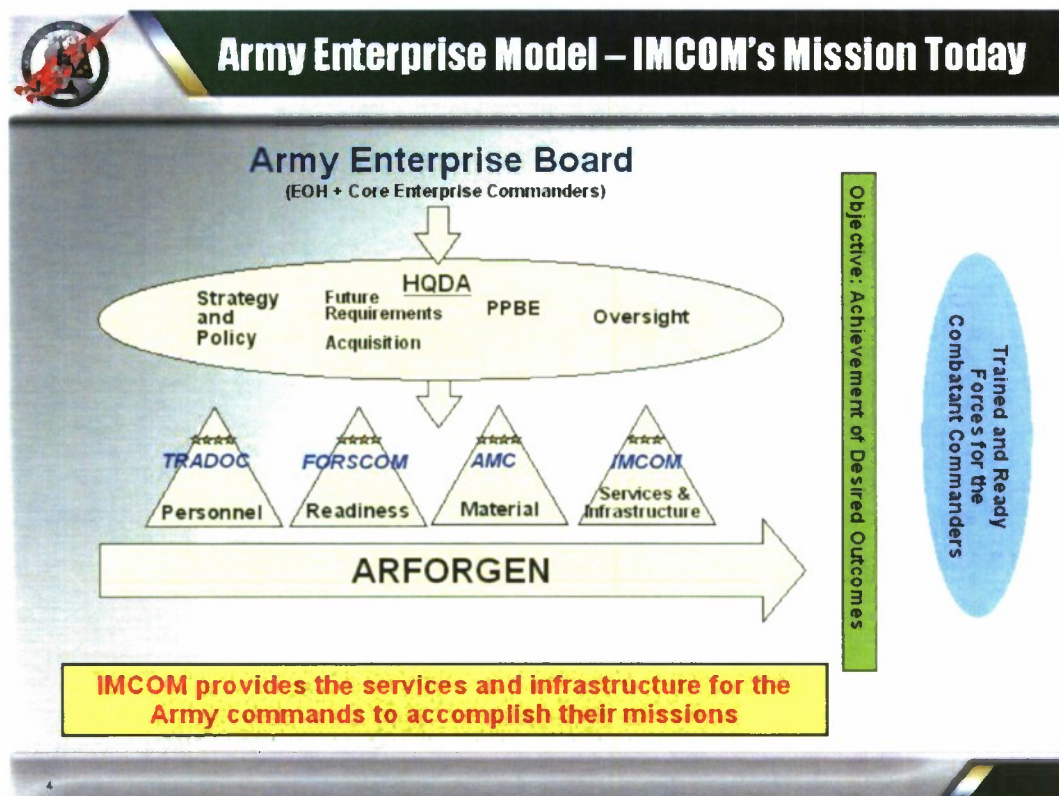 Army Enterprise Model – IMCOM's Mission Today
Army Enterprise Board
(EOH + Core Enterprise Commanders)
HQDA
Strategy
and
Policy
Future
Requirements
Acquisition
PPBE
Oversight
TRADOC
Personnel
FORSCOM
Readiness
AMC
Material
IMCOM
Services &
Infrastructure
ARFORGEN
Objective: Achievement of Desired Outcomes
Trained and Ready
Forces for the
Combatant Commanders
IMCOM provides the services and infrastructure for the
Army commands to accomplish their missions
4